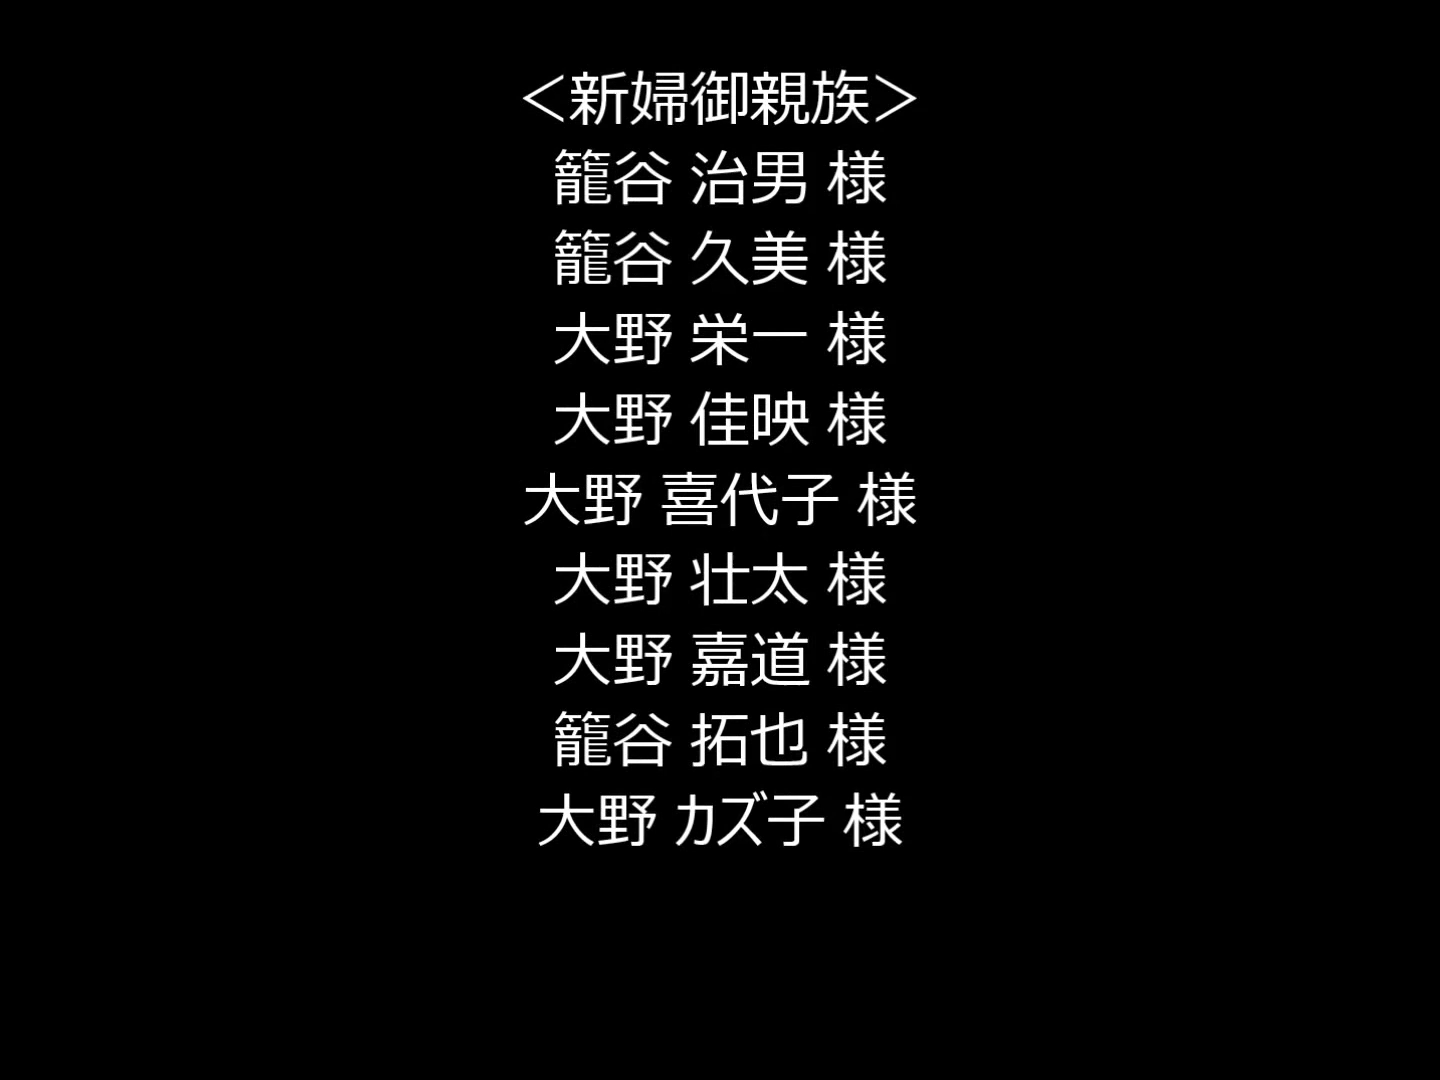 ＜新婦御親族＞
籠谷 治男 様
籠谷 久美 様
大野 栄一 様
大野 佳映 様
大野 喜代子 様
大野 壮太 様
大野 嘉道 様
籠谷 拓也 様
大野 カズ子 様